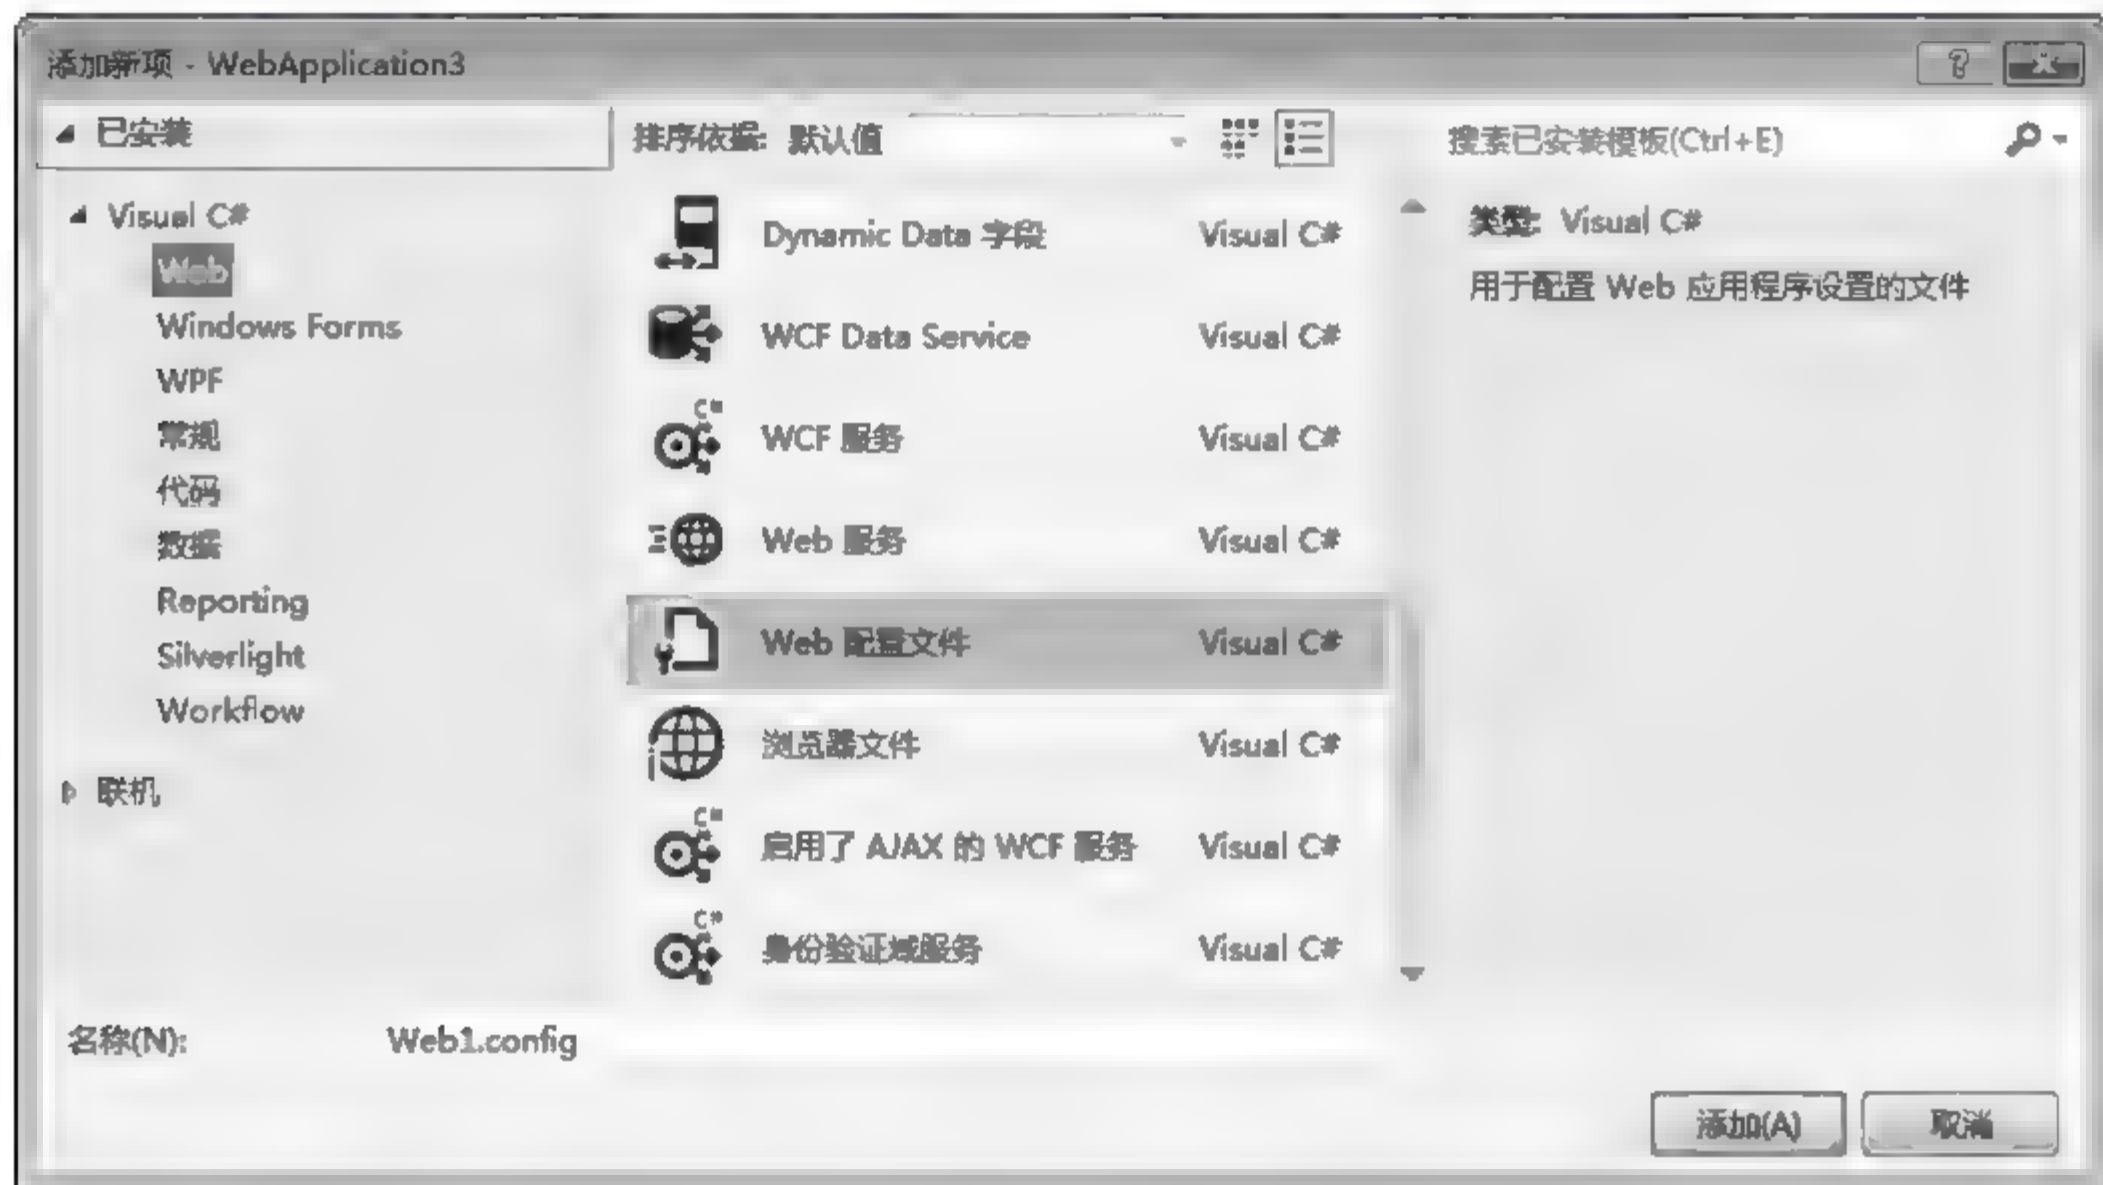 添加新项 - WebApplication3
已安装
排序依据: 默认值
搜索已安装模板(Ctrl+E)
Visual C#
Web
Windows Forms
WPF
常规
代码
数据
Reporting
Silverlight
Workflow
联机
Dynamic Data 字段 Visual C#
WCF Data Service Visual C#
WCF 服务 Visual C#
Web 服务 Visual C#
Web 配置文件 Visual C#
浏览器文件 Visual C#
启用了 AJAX 的 WCF 服务 Visual C#
身份验证域服务 Visual C#
类型: Visual C#
用于配置 Web 应用程序设置的文件
名称(N): Web1.config
添加(A) 取消